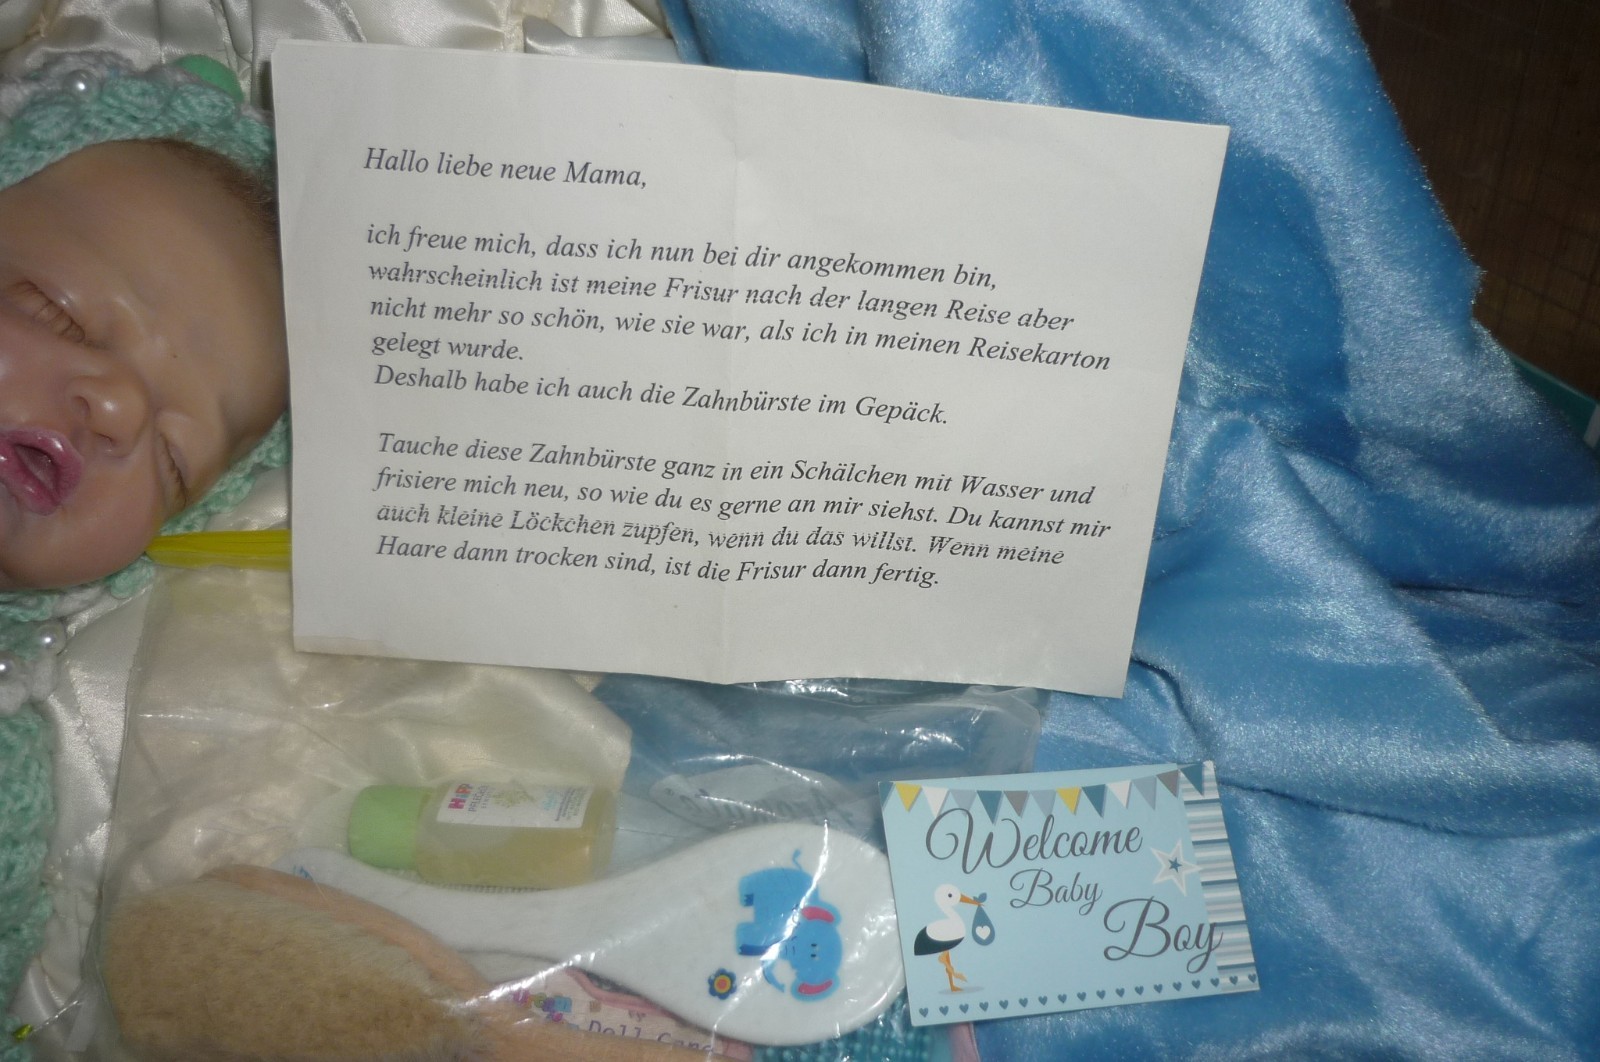 Hallo liebe neue Mama,
ich freue mich, dass ich nun bei dir angekommen bin,
wahrscheinlich ist meine Frisur nach der langen Reise aber
nicht mehr so schön, wie sie war, als ich in meinen Reisekarton
gelegt wurde.
Deshalb habe ich auch die Zahnbürste im Gepäck.
Tauche diese Zahnbürste ganz in ein Schälchen mit Wasser und
frisiere mich neu, so wie du es gerne an mir siehst. Du kannst mir
auch kleine Löckchen zupfen, wenn du das willst. Wenn meine
Haare dann trocken sind, ist die Frisur dann fertig.
HiPP
Welcome
Baby
Boy
Doll